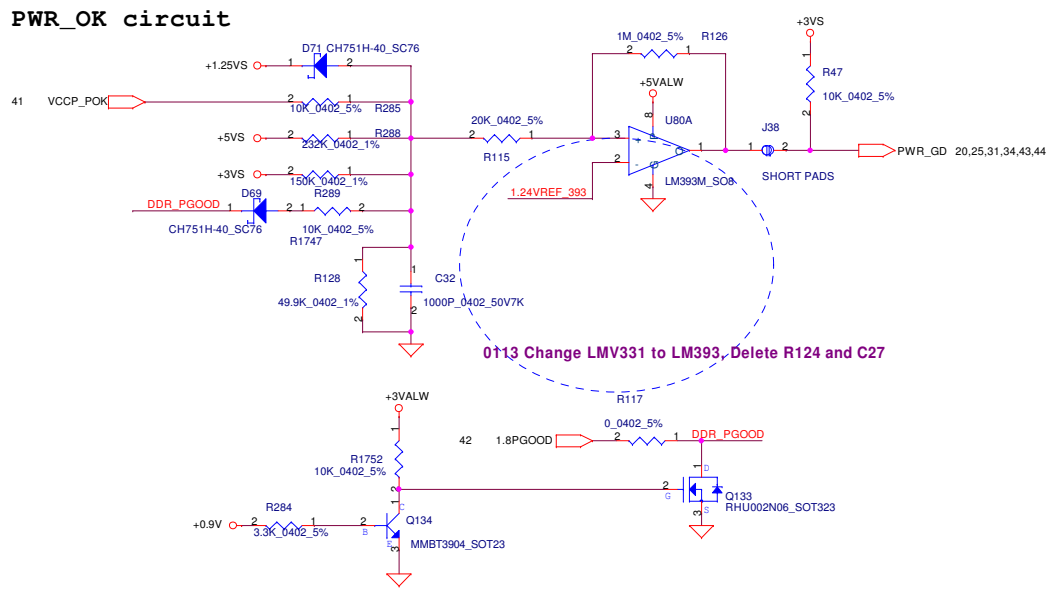 PWR_OK circuit
+3VS
1M_0402_5% R126
2 1
D71 CH751H-40_SC76
+1.25VS 1 2
1
R47
10K_0402_5%
2
+5VALW
41 VCCP_POK 2 1
10K_0402_5% R285
8
U80A
20K_0402_5%
2 1
R115
J38
+5VS 2 1 R288
232K_0402_1%
3 +
2 -
P
G
O
1
1 2
PWR_GD 20,25,31,34,43,44
SHORT PADS
LM393M_SO8
4
1.24VREF_393
+3VS 2 1
150K_0402_1%
D69 R289
DDR_PGOOD 1 2 1 2
CH751H-40_SC76 10K_0402_5%
R1747
1
R128
49.9K_0402_1%
2
1
C32
1000P_0402_50V7K
2
0113 Change LMV331 to LM393, Delete R124 and C27
+3VALW
1
R1752
10K_0402_5%
2
R117
0_0402_5%
42 1.8PGOOD 2 1 DDR_PGOOD
1 D
2
G
Q133
RHU002N06_SOT323
3 S
R284
+0.9V 2 1
3.3K_0402_5%
2
B
1 C
Q134
E
3
MMBT3904_SOT23